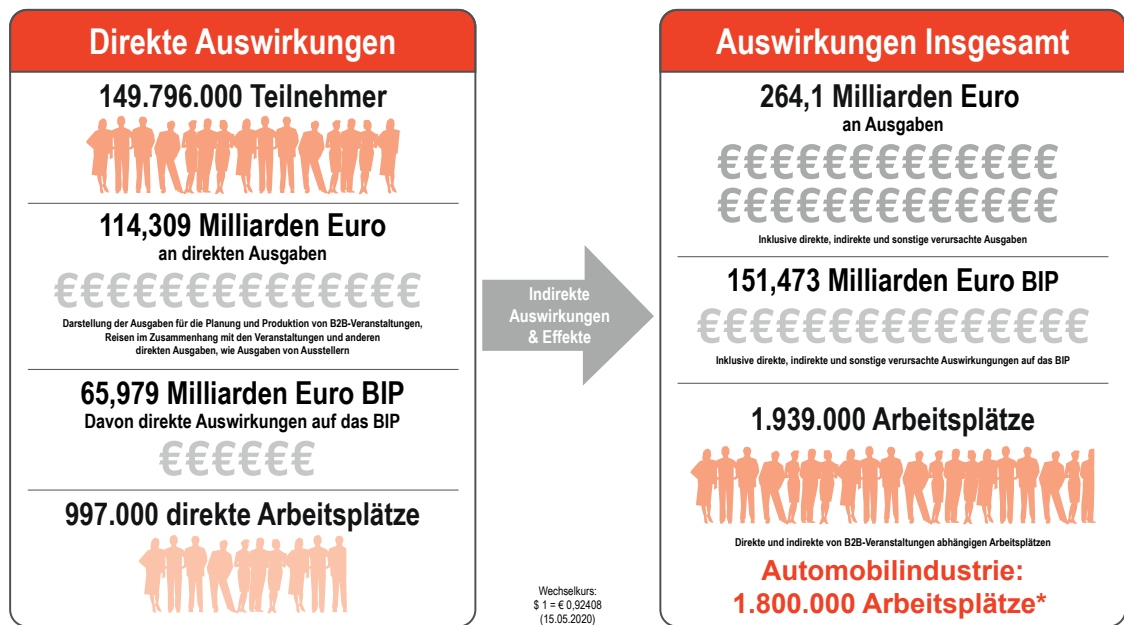 Direkte Auswirkungen
149.796.000 Teilnehmer
114,309 Milliarden Euro
an direkten Ausgaben
€€€€€€€€€€€€€€
Darstellung der Ausgaben für die Planung und Produktion von B2B-Veranstaltungen,
Reisen im Zusammenhang mit den Veranstaltungen und anderen
direkten Ausgaben, wie Ausgaben von Ausstellern
65,979 Milliarden Euro BIP
Davon direkte Auswirkungen auf das BIP
€€€€€€
997.000 direkte Arbeitsplätze
Indirekte
Auswirkungen
& Effekte
Wechselkurs:
$ 1 = € 0,92408
(15.05.2020)
Auswirkungen Insgesamt
264,1 Milliarden Euro
an Ausgaben
€€€€€€€€€€€€€
€€€€€€€€€€€€€
Inklusive direkte, indirekte und sonstige verursachte Ausgaben
151,473 Milliarden Euro BIP
€€€€€€€€€€€€€€€
Inklusive direkte, indirekte und sonstige verursachte Auswirkungungen auf das BIP
1.939.000 Arbeitsplätze
Direkte und indirekte von B2B-Veranstaltungen abhängigen Arbeitsplätzen
Automobilindustrie:
1.800.000 Arbeitsplätze*